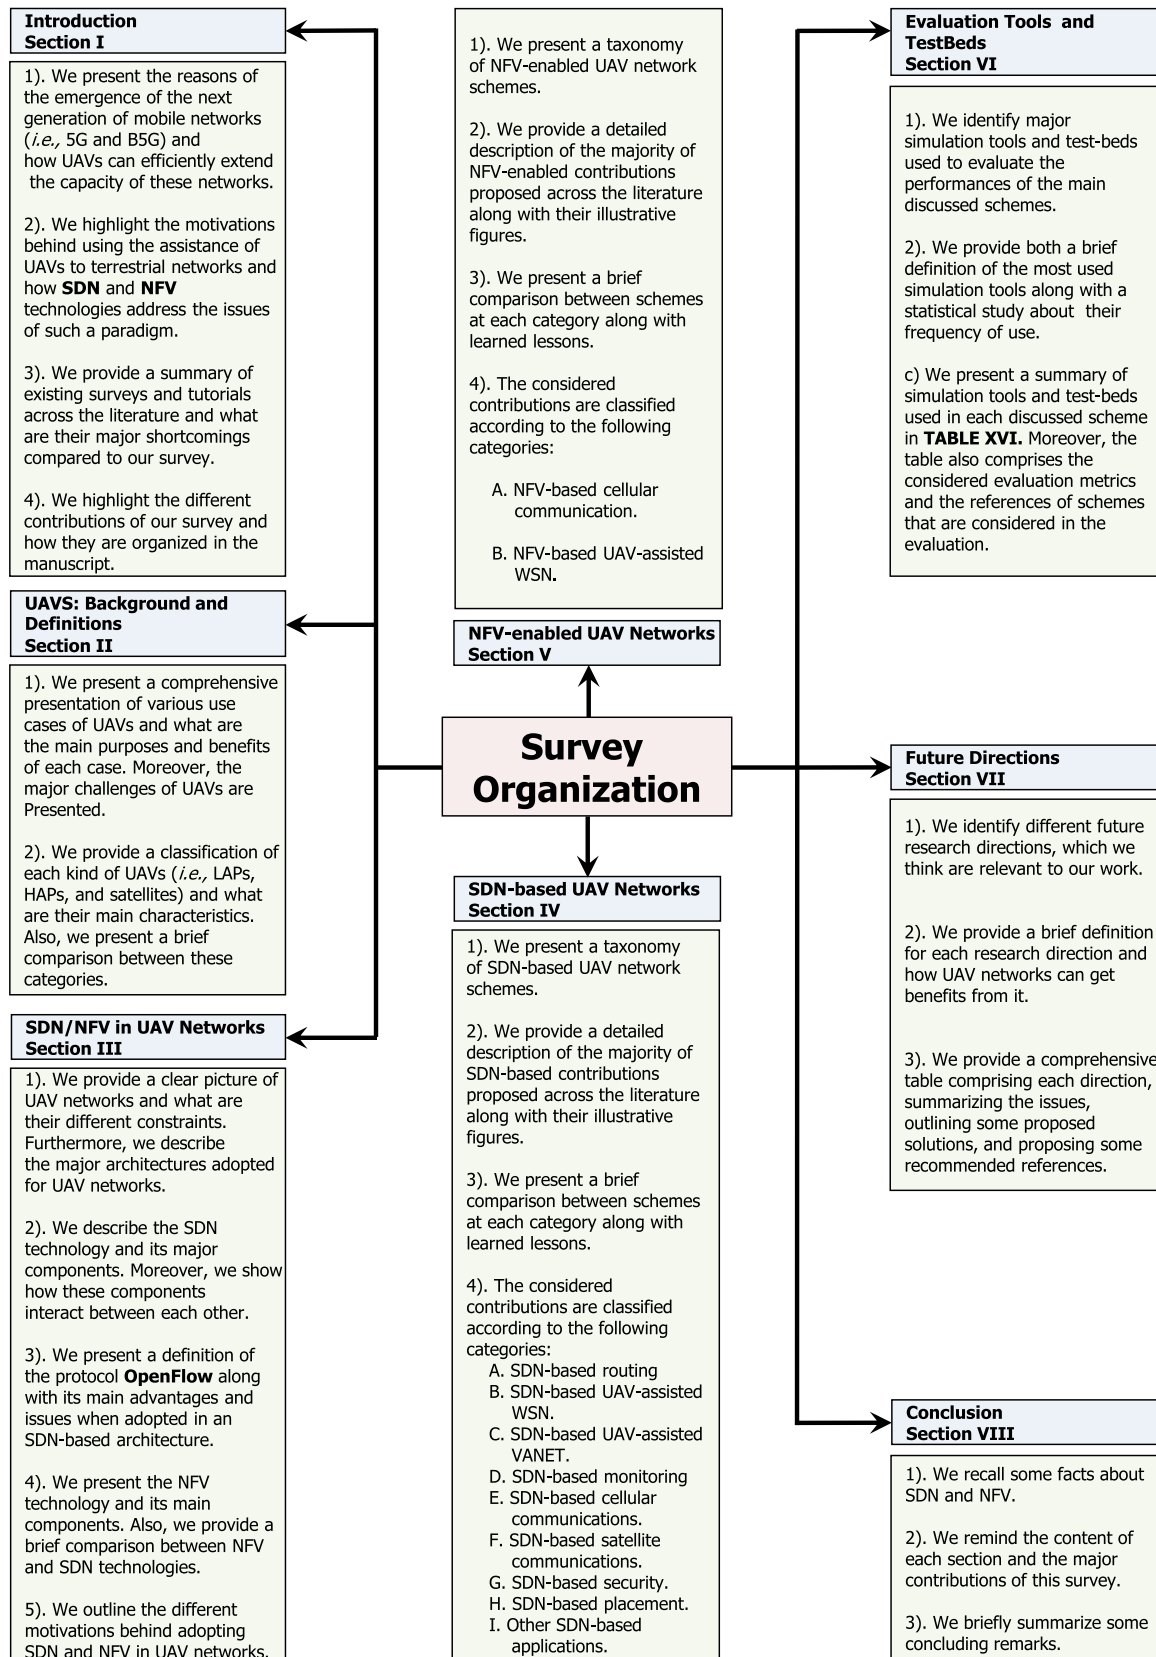 Introduction
Section I
1). We present the reasons of
the emergence of the next
generation of mobile networks
(i.e., 5G and B5G) and
how UAVs can efficiently extend
the capacity of these networks.
2). We highlight the motivations
behind using the assistance of
UAVs to terrestrial networks and
how SDN and NFV
technologies address the issues
of such a paradigm.
3). We provide a summary of
existing surveys and tutorials
across the literature and what
are their major shortcomings
compared to our survey.
4). We highlight the different
contributions of our survey and
how they are organized in the
manuscript.
UAVS: Background and
Definitions
Section II
1). We present a comprehensive
presentation of various use
cases of UAVs and what are
the main purposes and benefits
of each case. Moreover, the
major challenges of UAVs are
Presented.
2). We provide a classification of
each kind of UAVs (i.e., LAPs,
HAPs, and satellites) and what
are their main characteristics.
Also, we present a brief
comparison between these
categories.
SDN/NFV in UAV Networks
Section III
1). We provide a clear picture of
UAV networks and what are
their different constraints.
Furthermore, we describe
the major architectures adopted
for UAV networks.
2). We describe the SDN
technology and its major
components. Moreover, we show
how these components
interact between each other.
3). We present a definition of
the protocol OpenFlow along
with its main advantages and
issues when adopted in an
SDN-based architecture.
4). We present the NFV
technology and its main
components. Also, we provide a
brief comparison between NFV
and SDN technologies.
5). We outline the different
motivations behind adopting
SDN and NFV in UAV networks.
1). We present a taxonomy
of NFV-enabled UAV network
schemes.
2). We provide a detailed
description of the majority of
NFV-enabled contributions
proposed across the literature
along with their illustrative
figures.
3). We present a brief
comparison between schemes
at each category along with
learned lessons.
4). The considered
contributions are classified
according to the following
categories:
A. NFV-based cellular
communication.
B. NFV-based UAV-assisted
WSN.
NFV-enabled UAV Networks
Section V
Survey
Organization
SDN-based UAV Networks
Section IV
1). We present a taxonomy
of SDN-based UAV network
schemes.
2). We provide a detailed
description of the majority of
SDN-based contributions
proposed across the literature
along with their illustrative
figures.
3). We present a brief
comparison between schemes
at each category along with
learned lessons.
4). The considered
contributions are classified
according to the following
categories:
A. SDN-based routing
B. SDN-based UAV-assisted
WSN.
C. SDN-based UAV-assisted
VANET.
D. SDN-based monitoring
E. SDN-based cellular
communications.
F. SDN-based satellite
communications.
G. SDN-based security.
H. SDN-based placement.
I. Other SDN-based
applications.
Evaluation Tools and
TestBeds
Section VI
1). We identify major
simulation tools and test-beds
used to evaluate the
performances of the main
discussed schemes.
2). We provide both a brief
definition of the most used
simulation tools along with a
statistical study about their
frequency of use.
c) We present a summary of
simulation tools and test-beds
used in each discussed scheme
in TABLE XVI. Moreover, the
table also comprises the
considered evaluation metrics
and the references of schemes
that are considered in the
evaluation.
Future Directions
Section VII
1). We identify different future
research directions, which we
think are relevant to our work.
2). We provide a brief definition
for each research direction and
how UAV networks can get
benefits from it.
3). We provide a comprehensive
table comprising each direction,
summarizing the issues,
outlining some proposed
solutions, and proposing some
recommended references.
Conclusion
Section VIII
1). We recall some facts about
SDN and NFV.
2). We remind the content of
each section and the major
contributions of this survey.
3). We briefly summarize some
concluding remarks.